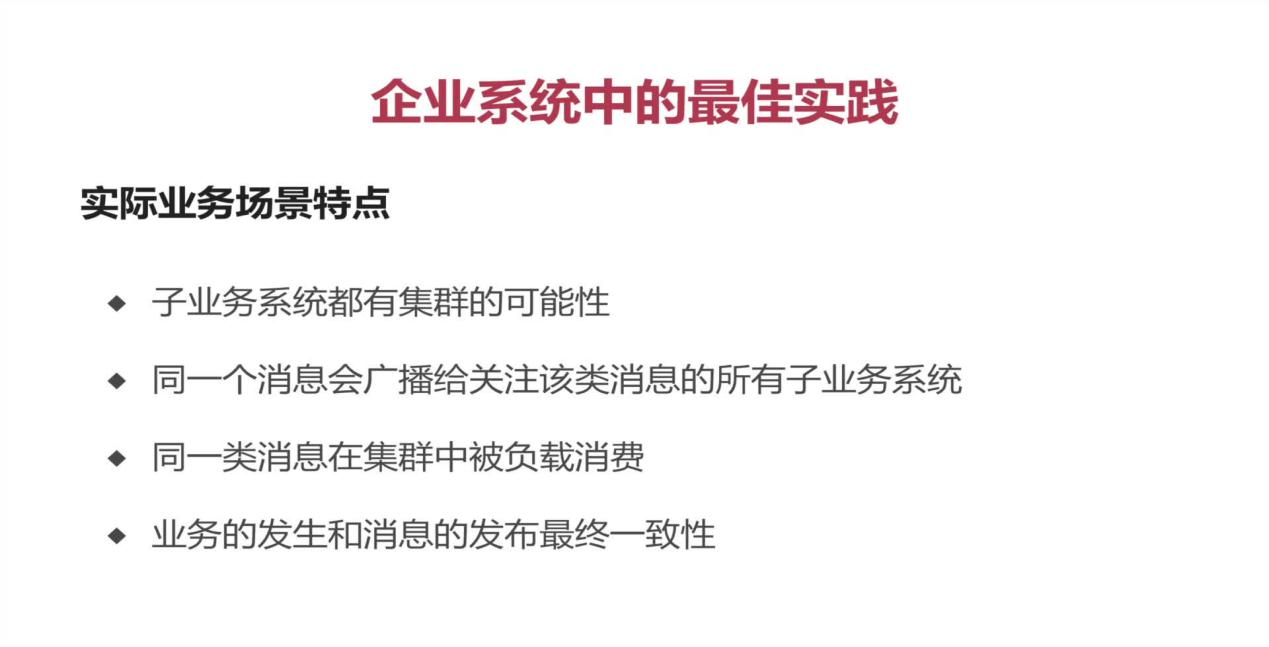 企业系统中的最佳实践
实际业务场景特点
◆ 子业务系统都有集群的可能性
◆ 同一个消息会广播给关注该类消息的所有子业务系统
◆ 同一类消息在集群中被负载消费
◆ 业务的发生和消息的发布最终一致性